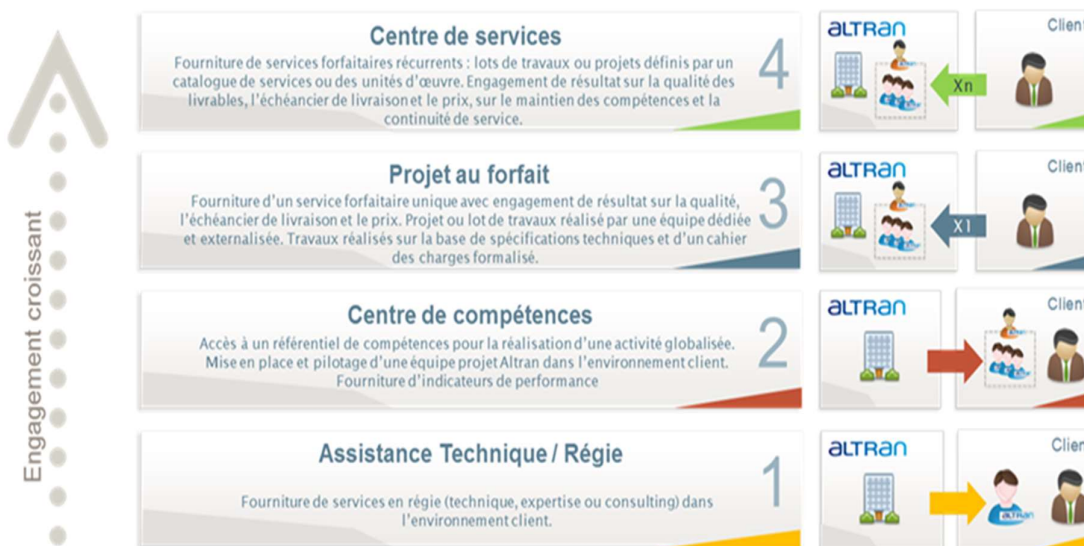 Centre de services
Fourniture de services forfaitaires récurrents : lots de travaux ou projets définis par un
catalogue de services ou des unités d'œuvre. Engagement de résultat sur la qualité des
livrables, l'échéancier de livraison et le prix, sur le maintien des compétences et la
continuité de service.
4
ALTRAN
Client
Xn
Projet au forfait
Fourniture d'un service forfaitaire unique avec engagement de résultat sur la qualité,
l'échéancier de livraison et le prix. Projet ou lot de travaux réalisé par une équipe dédiée
et externalisée. Travaux réalisés sur la base de spécifications techniques et d'un cahier
des charges formalisé.
3
ALTRAN
Client
X1
Centre de compétences
Accès à un référentiel de compétences pour la réalisation d'une activité globalisée.
Mise en place et pilotage d'une équipe projet Altran dans l'environnement client.
Fourniture d'indicateurs de performance
2
ALTRAN
Client
Assistance Technique / Régie
Fourniture de services en régie (technique, expertise ou consulting) dans
l'environnement client.
1
ALTRAN
Client
ALTRAN
Engagement croissant